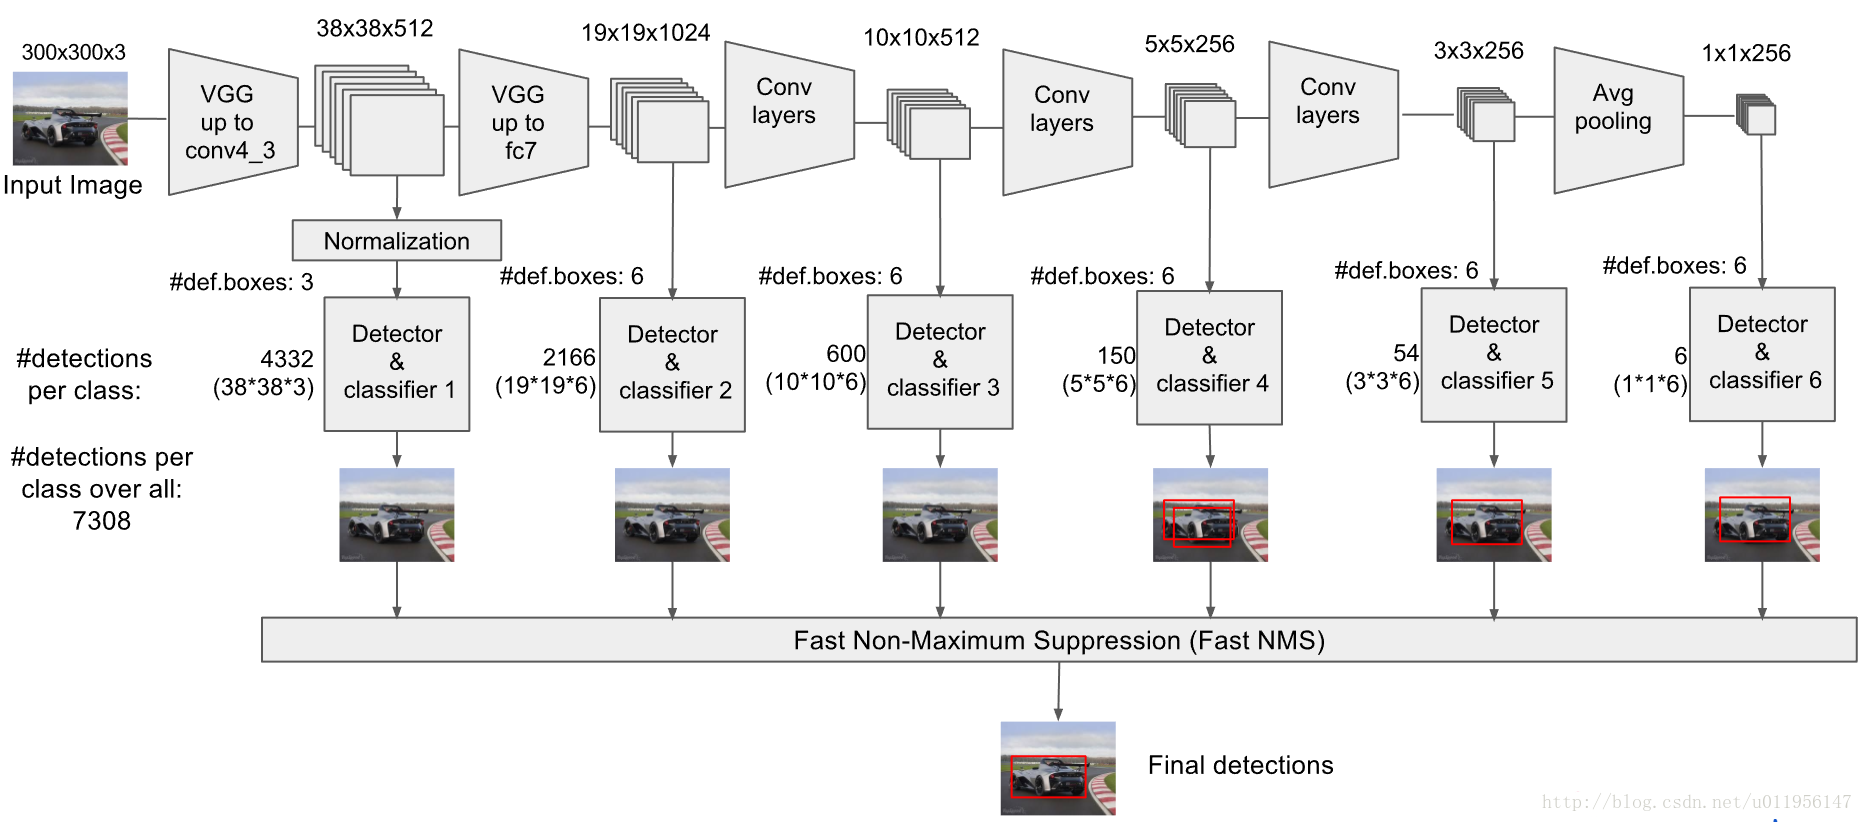 300x300x3
38x38x512
19x19x1024
10x10x512
5x5x256
3x3x256
1x1x256
VGG
up to
conv4_3
VGG
up to
fc7
Conv
layers
Conv
layers
Conv
layers
Avg
pooling
Input Image
Normalization
#def.boxes: 3
#def.boxes: 6
#def.boxes: 6
#def.boxes: 6
#def.boxes: 6
#def.boxes: 6
#detections
per class:
4332
(38*38*3)
Detector
&
classifier 1
2166
(19*19*6)
Detector
&
classifier 2
600
(10*10*6)
Detector
&
classifier 3
150
(5*5*6)
Detector
&
classifier 4
54
(3*3*6)
Detector
&
classifier 5
6
(1*1*6)
Detector
&
classifier 6
#detections per
class over all:
7308
Fast Non-Maximum Suppression (Fast NMS)
Final detections
http://blog.csdn.net/u011956147